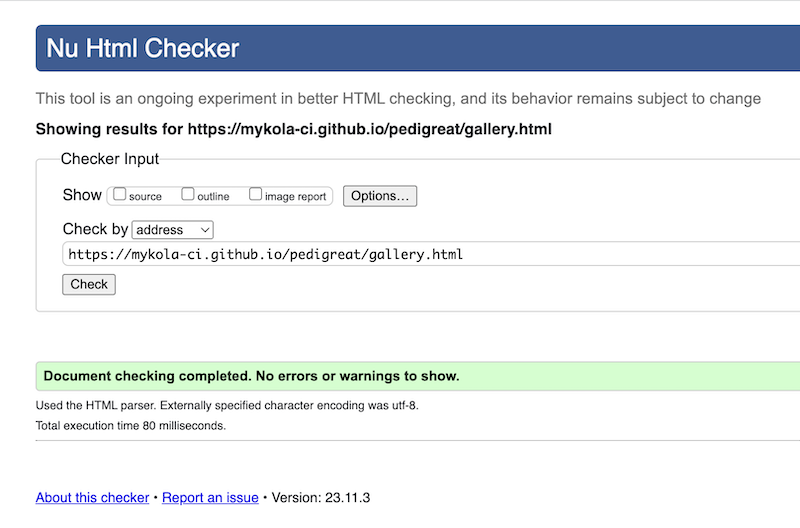 Nu Html Checker
This tool is an ongoing experiment in better HTML checking, and its behavior remains subject to change
Showing results for https://mykola-ci.github.io/pedigreat/gallery.html
Checker Input
Show source outline image report Options...
Check by address
https://mykola-ci.github.io/pedigreat/gallery.html
Check
Document checking completed. No errors or warnings to show.
Used the HTML parser. Externally specified character encoding was utf-8.
Total execution time 80 milliseconds.
About this checker • Report an issue • Version: 23.11.3